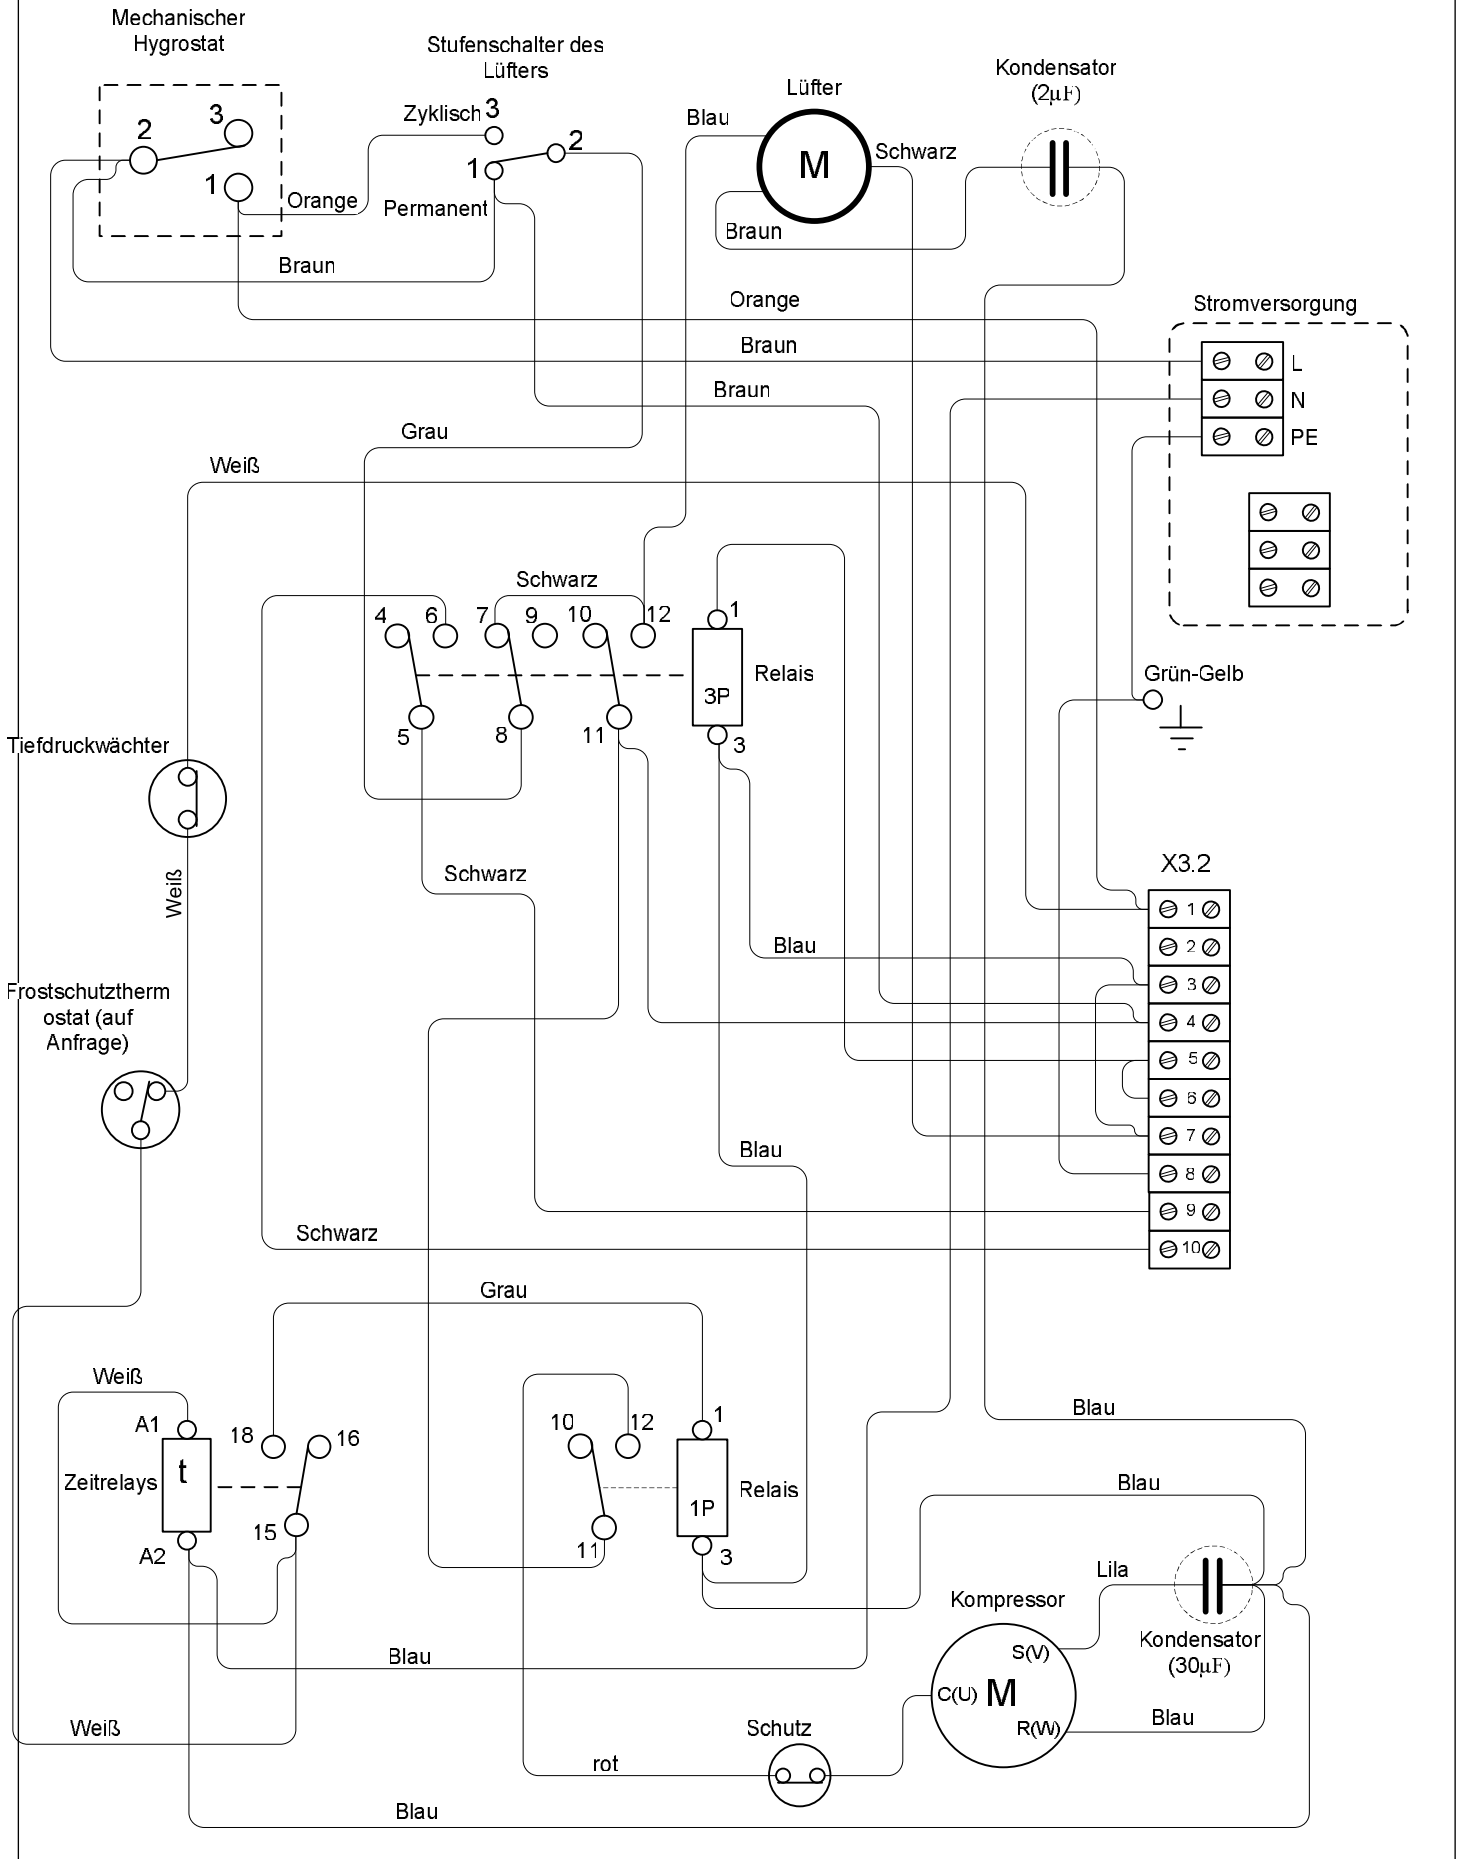 Mechanischer
Hygrostat
Stufenschalter des
Lüfters
Lüfter
Kondensator
(2µF)
Zyklisch 3
2
3
1
2
1
Orange
Permanent
Braun
Blau
M
Schwarz
Braun
Orange
Braun
Braun
Stromversorgung
L
N
PE
Grau
Weiß
Schwarz
4
6
7
9
10
12
1
3P
Relais
5
8
11
3
Grün-Gelb
Tiefdruckwächter
Weiß
Schwarz
X3.2
1
2
3
4
5
6
7
8
9
10
Blau
Frostschutztherm
ostat (auf
Anfrage)
Blau
Schwarz
Grau
Weiß
A1
18
16
Zeitrelays
t
15
A2
10
12
1
1P
Relais
11
3
Blau
Blau
Lila
Kompressor
S(V)
C(U) M
R(W)
Kondensator
(30µF)
Blau
Blau
Weiß
Schutz
rot
Blau